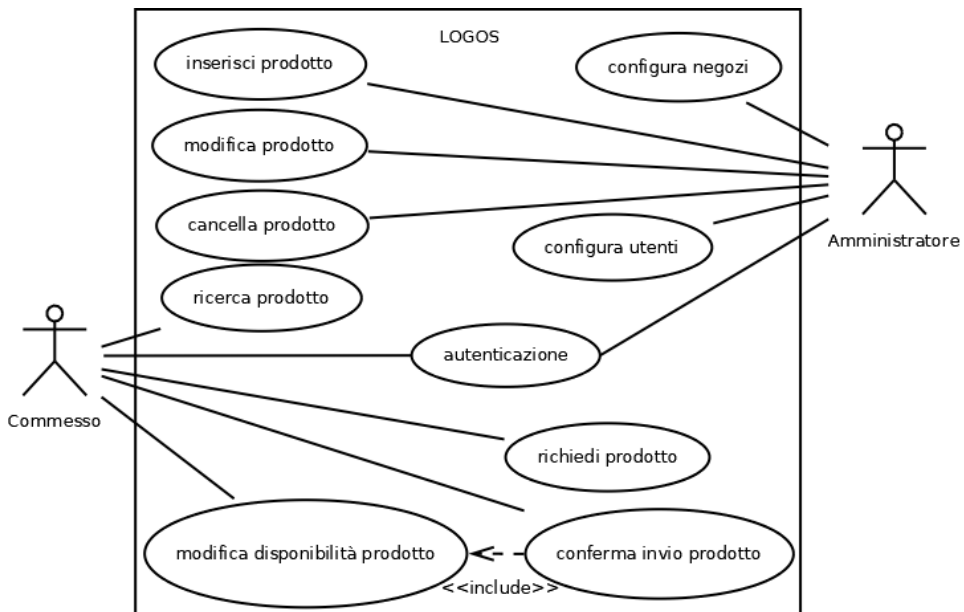 LOGOS
inserisci prodotto
configura negozi
modifica prodotto
cancella prodotto
configura utenti
Amministratore
ricerca prodotto
autenticazione
Commesso
richiedi prodotto
modifica disponibilità prodotto
conferma invio prodotto
<<include>>